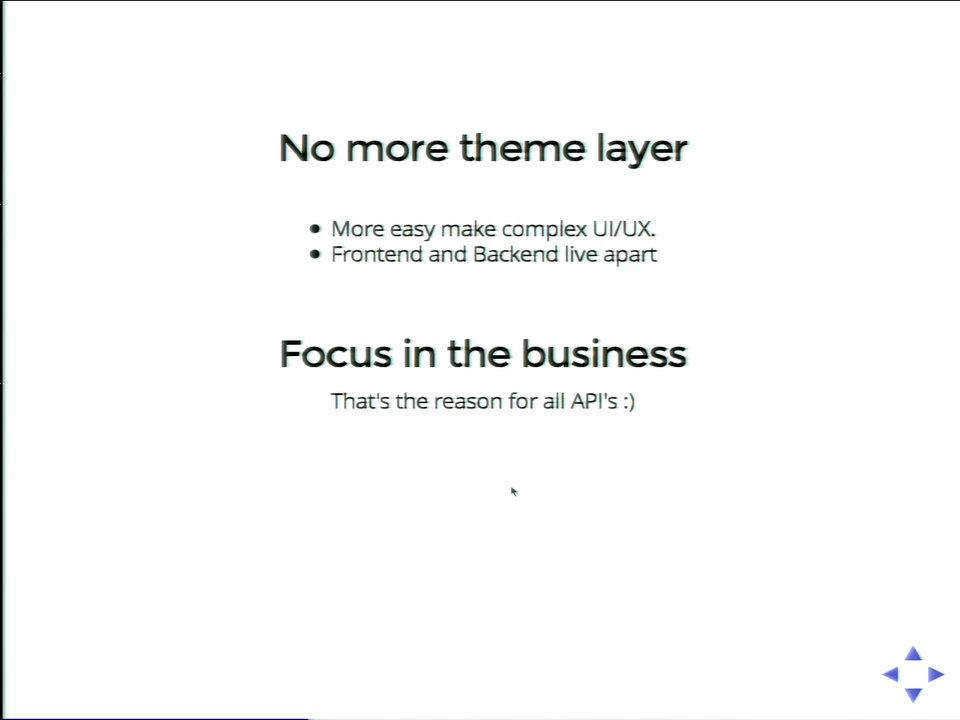 No more theme layer
• More easy make complex UI/UX.
• Frontend and Backend live apart
Focus in the business
That's the reason for all API's :)